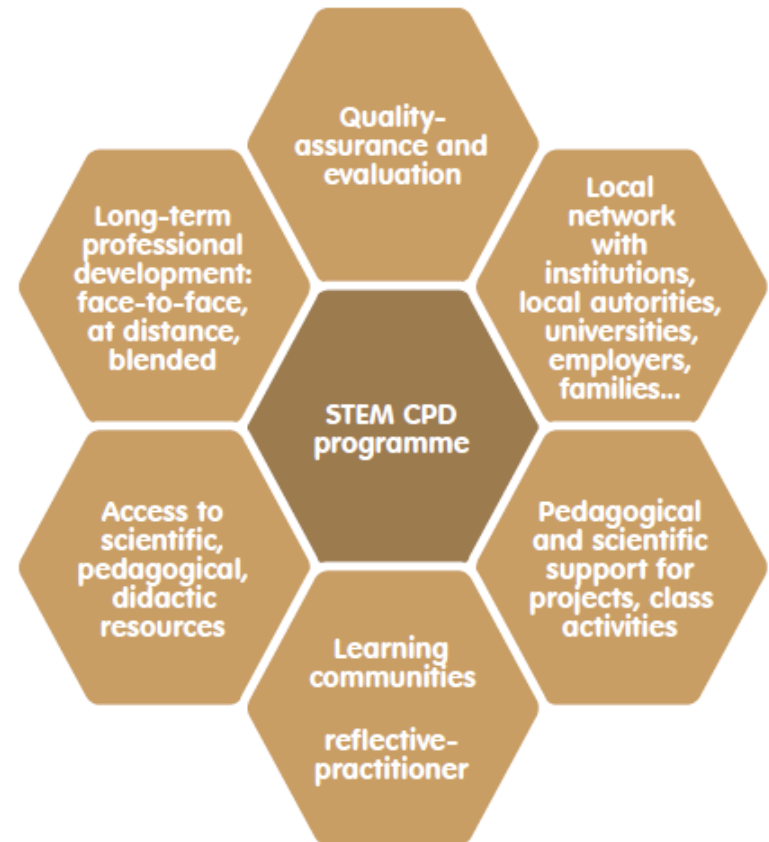 Quality-
assurance and
evaluation
Local
network
with
institutions,
local autorities,
universities,
employers,
families...
Long-term
professional
development:
face-to-face,
at distance,
blended
STEM CPD
programme
Access to
scientific,
pedagogical,
didactic
resources
Pedagogical
and scientific
support for
projects, class
activities
Learning
communities
reflective-
practitioner